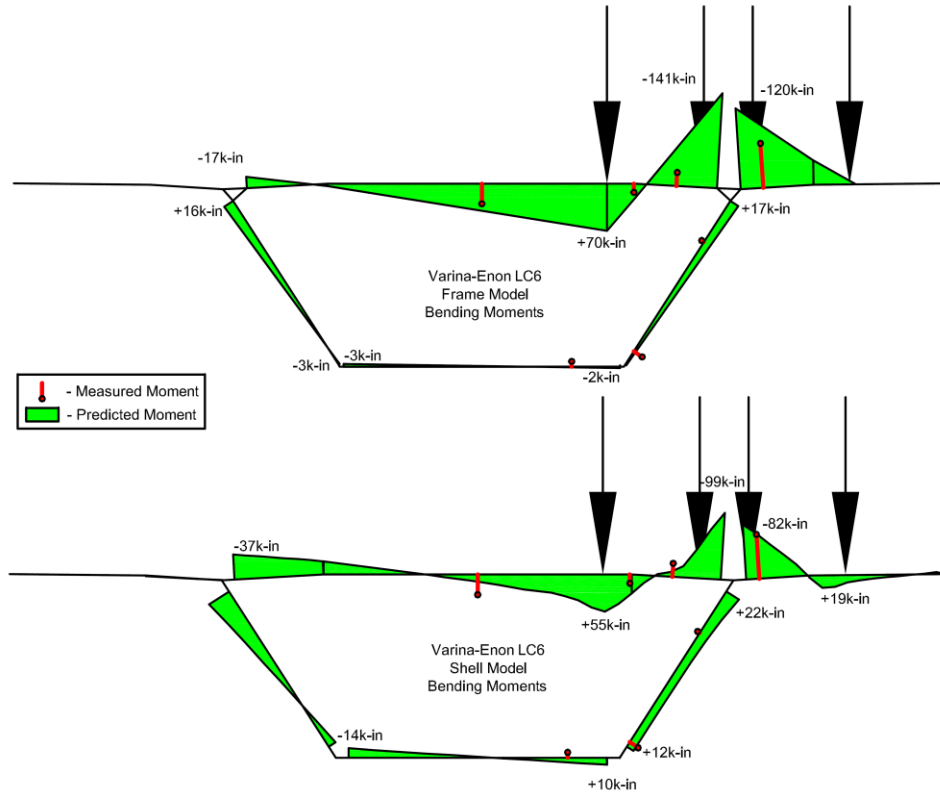 -141k-in
-120k-in
-17k-in
+16k-in
+17k-in
+70k-in
Varina-Enon LC6
Frame Model
Bending Moments
-3k-in
-3k-in
-2k-in
- Measured Moment
- Predicted Moment
-99k-in
-82k-in
-37k-in
+19k-in
+22k-in
+55k-in
Varina-Enon LC6
Shell Model
Bending Moments
-14k-in
+12k-in
+10k-in